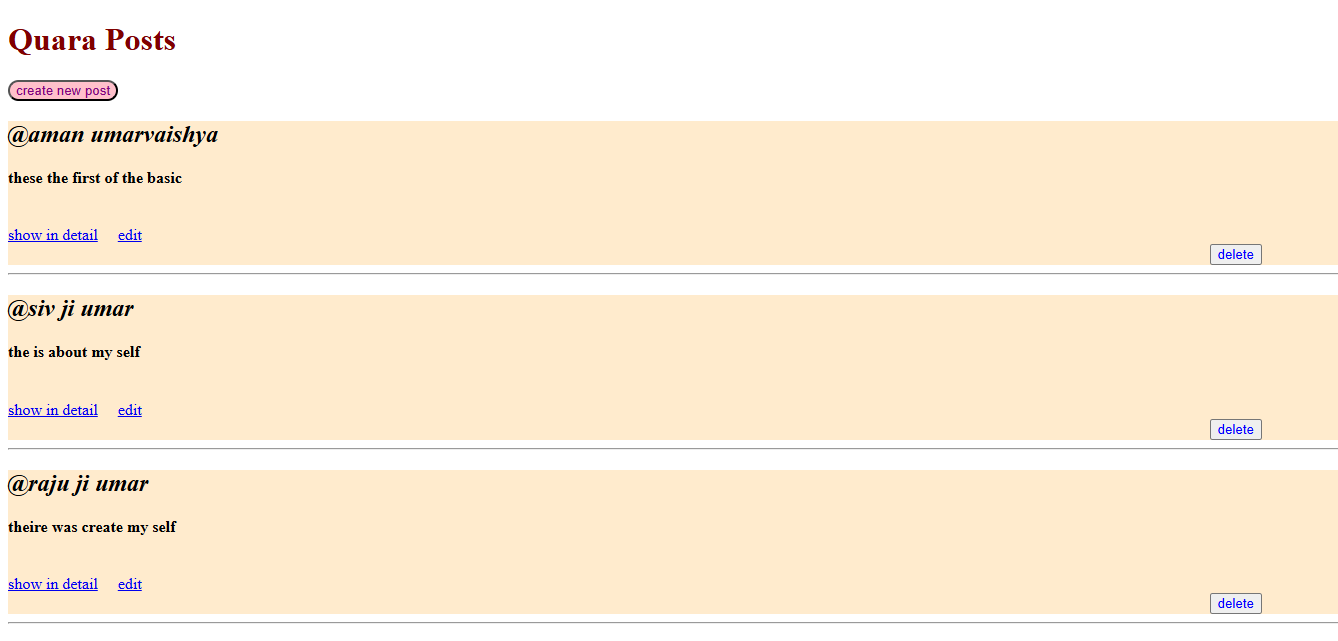 Quara Posts
create new post
@aman umarvaishya
these the first of the basic
show in detail edit
delete
@siv ji umar
the is about my self
show in detail edit
delete
@raju ji umar
theire was create my self
show in detail edit
delete